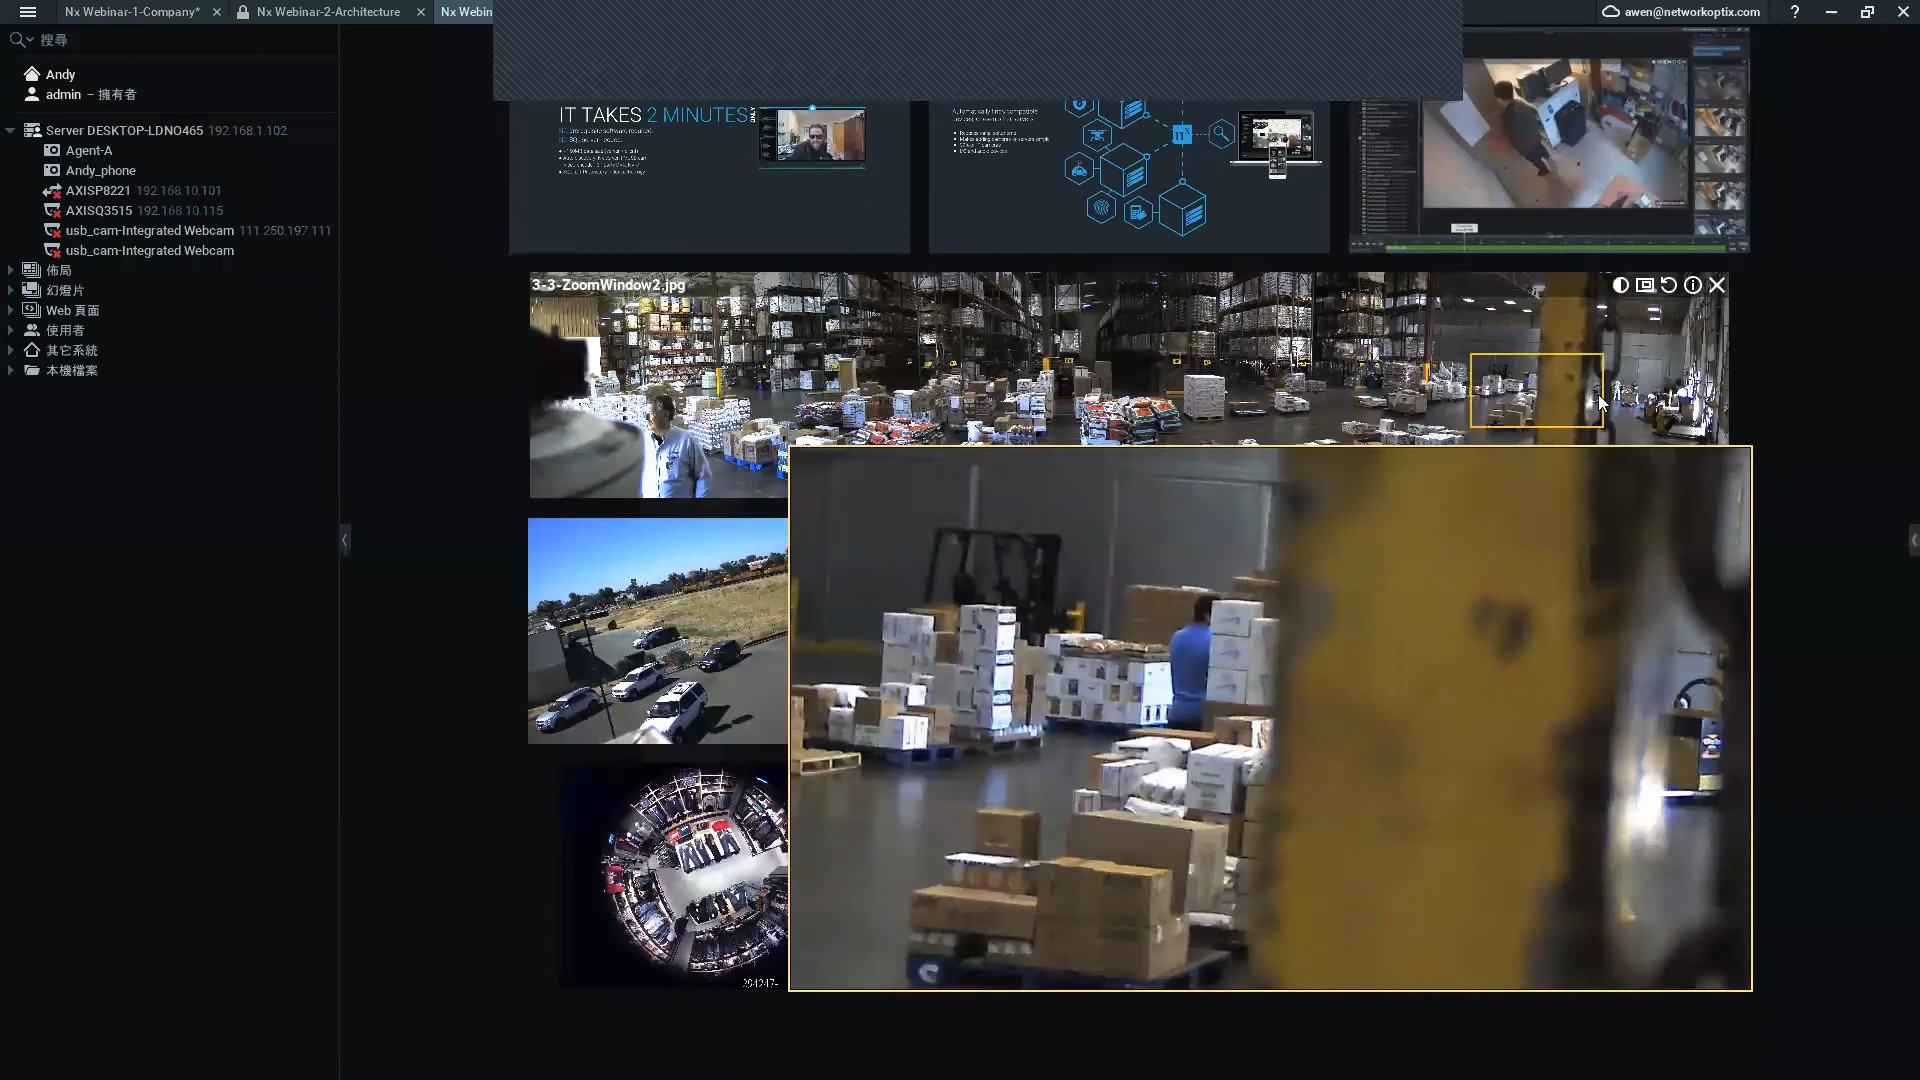 Nx Webinar-1-Company*
Nx Webinar-2-Architecture
Nx Webin
awen@networkoptix.com
搜尋
Andy
admin – 擁有者
Server DESKTOP-LDNO465 192.168.1.102
Agent-A
Andy_phone
AXISP8221 192.168.10.101
AXISQ3515 192.168.10.115
usb_cam-Integrated Webcam 111.250.197.111
usb_cam-Integrated Webcam
佈局
幻燈片
Web 頁面
使用者
其它系統
本機檔案
IT TAKES 2 MINUTES
nx
3-3-ZoomWindow2.jpg
294247-